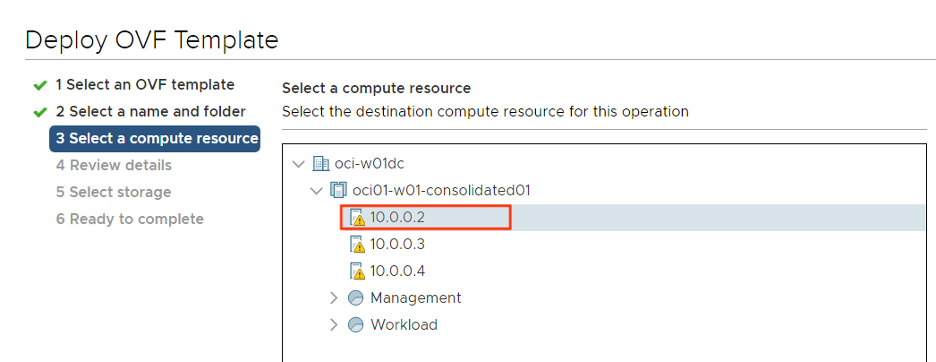 Deploy OVF Template
1 Select an OVF template
2 Select a name and folder
3 Select a compute resource
4 Review details
5 Select storage
6 Ready to complete
Select a compute resource
Select the destination compute resource for this operation
oci-w01dc
oci01-w01-consolidated01
10.0.0.2
10.0.0.3
10.0.0.4
Management
Workload